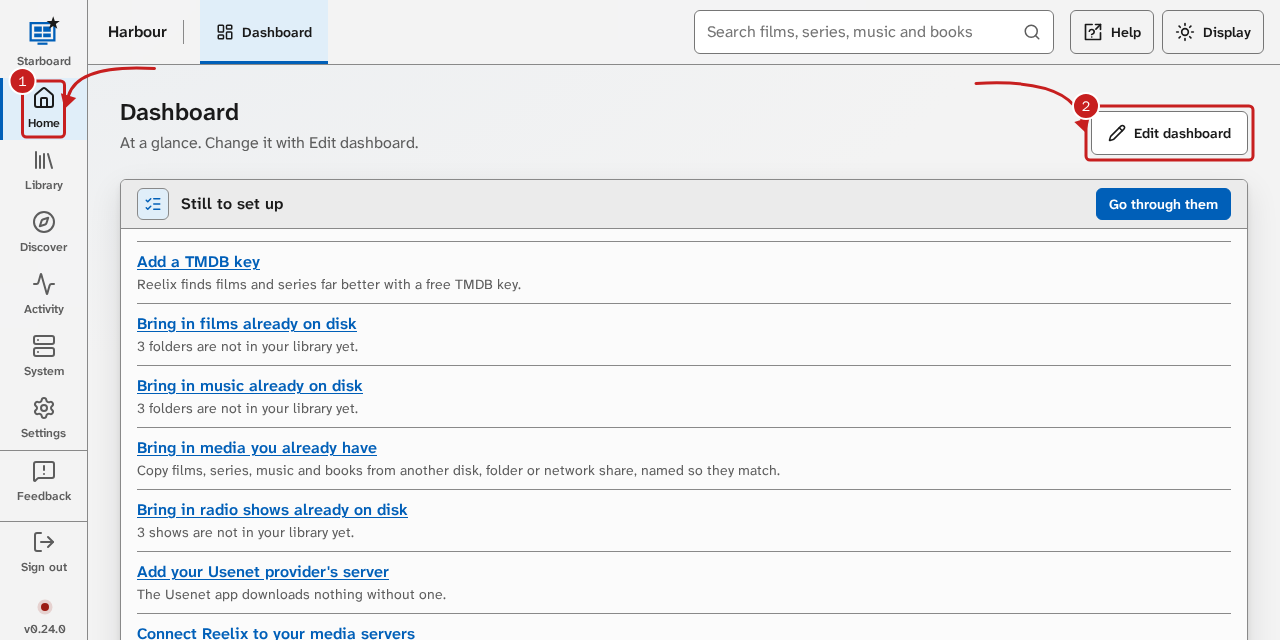 Starboard
1
Home
Library
Discover
Activity
System
Settings
Feedback
Sign out
v0.24.0
Harbour
Dashboard
Search films, series, music and books
Help
Display
Dashboard
At a glance. Change it with Edit dashboard.
2
Edit dashboard
Still to set up
Go through them
Add a TMDB key
Reelix finds films and series far better with a free TMDB key.
Bring in films already on disk
3 folders are not in your library yet.
Bring in music already on disk
3 folders are not in your library yet.
Bring in media you already have
Copy films, series, music and books from another disk, folder or network share, named so they match.
Bring in radio shows already on disk
3 shows are not in your library yet.
Add your Usenet provider's server
The Usenet app downloads nothing without one.
Connect Reelix to your media servers